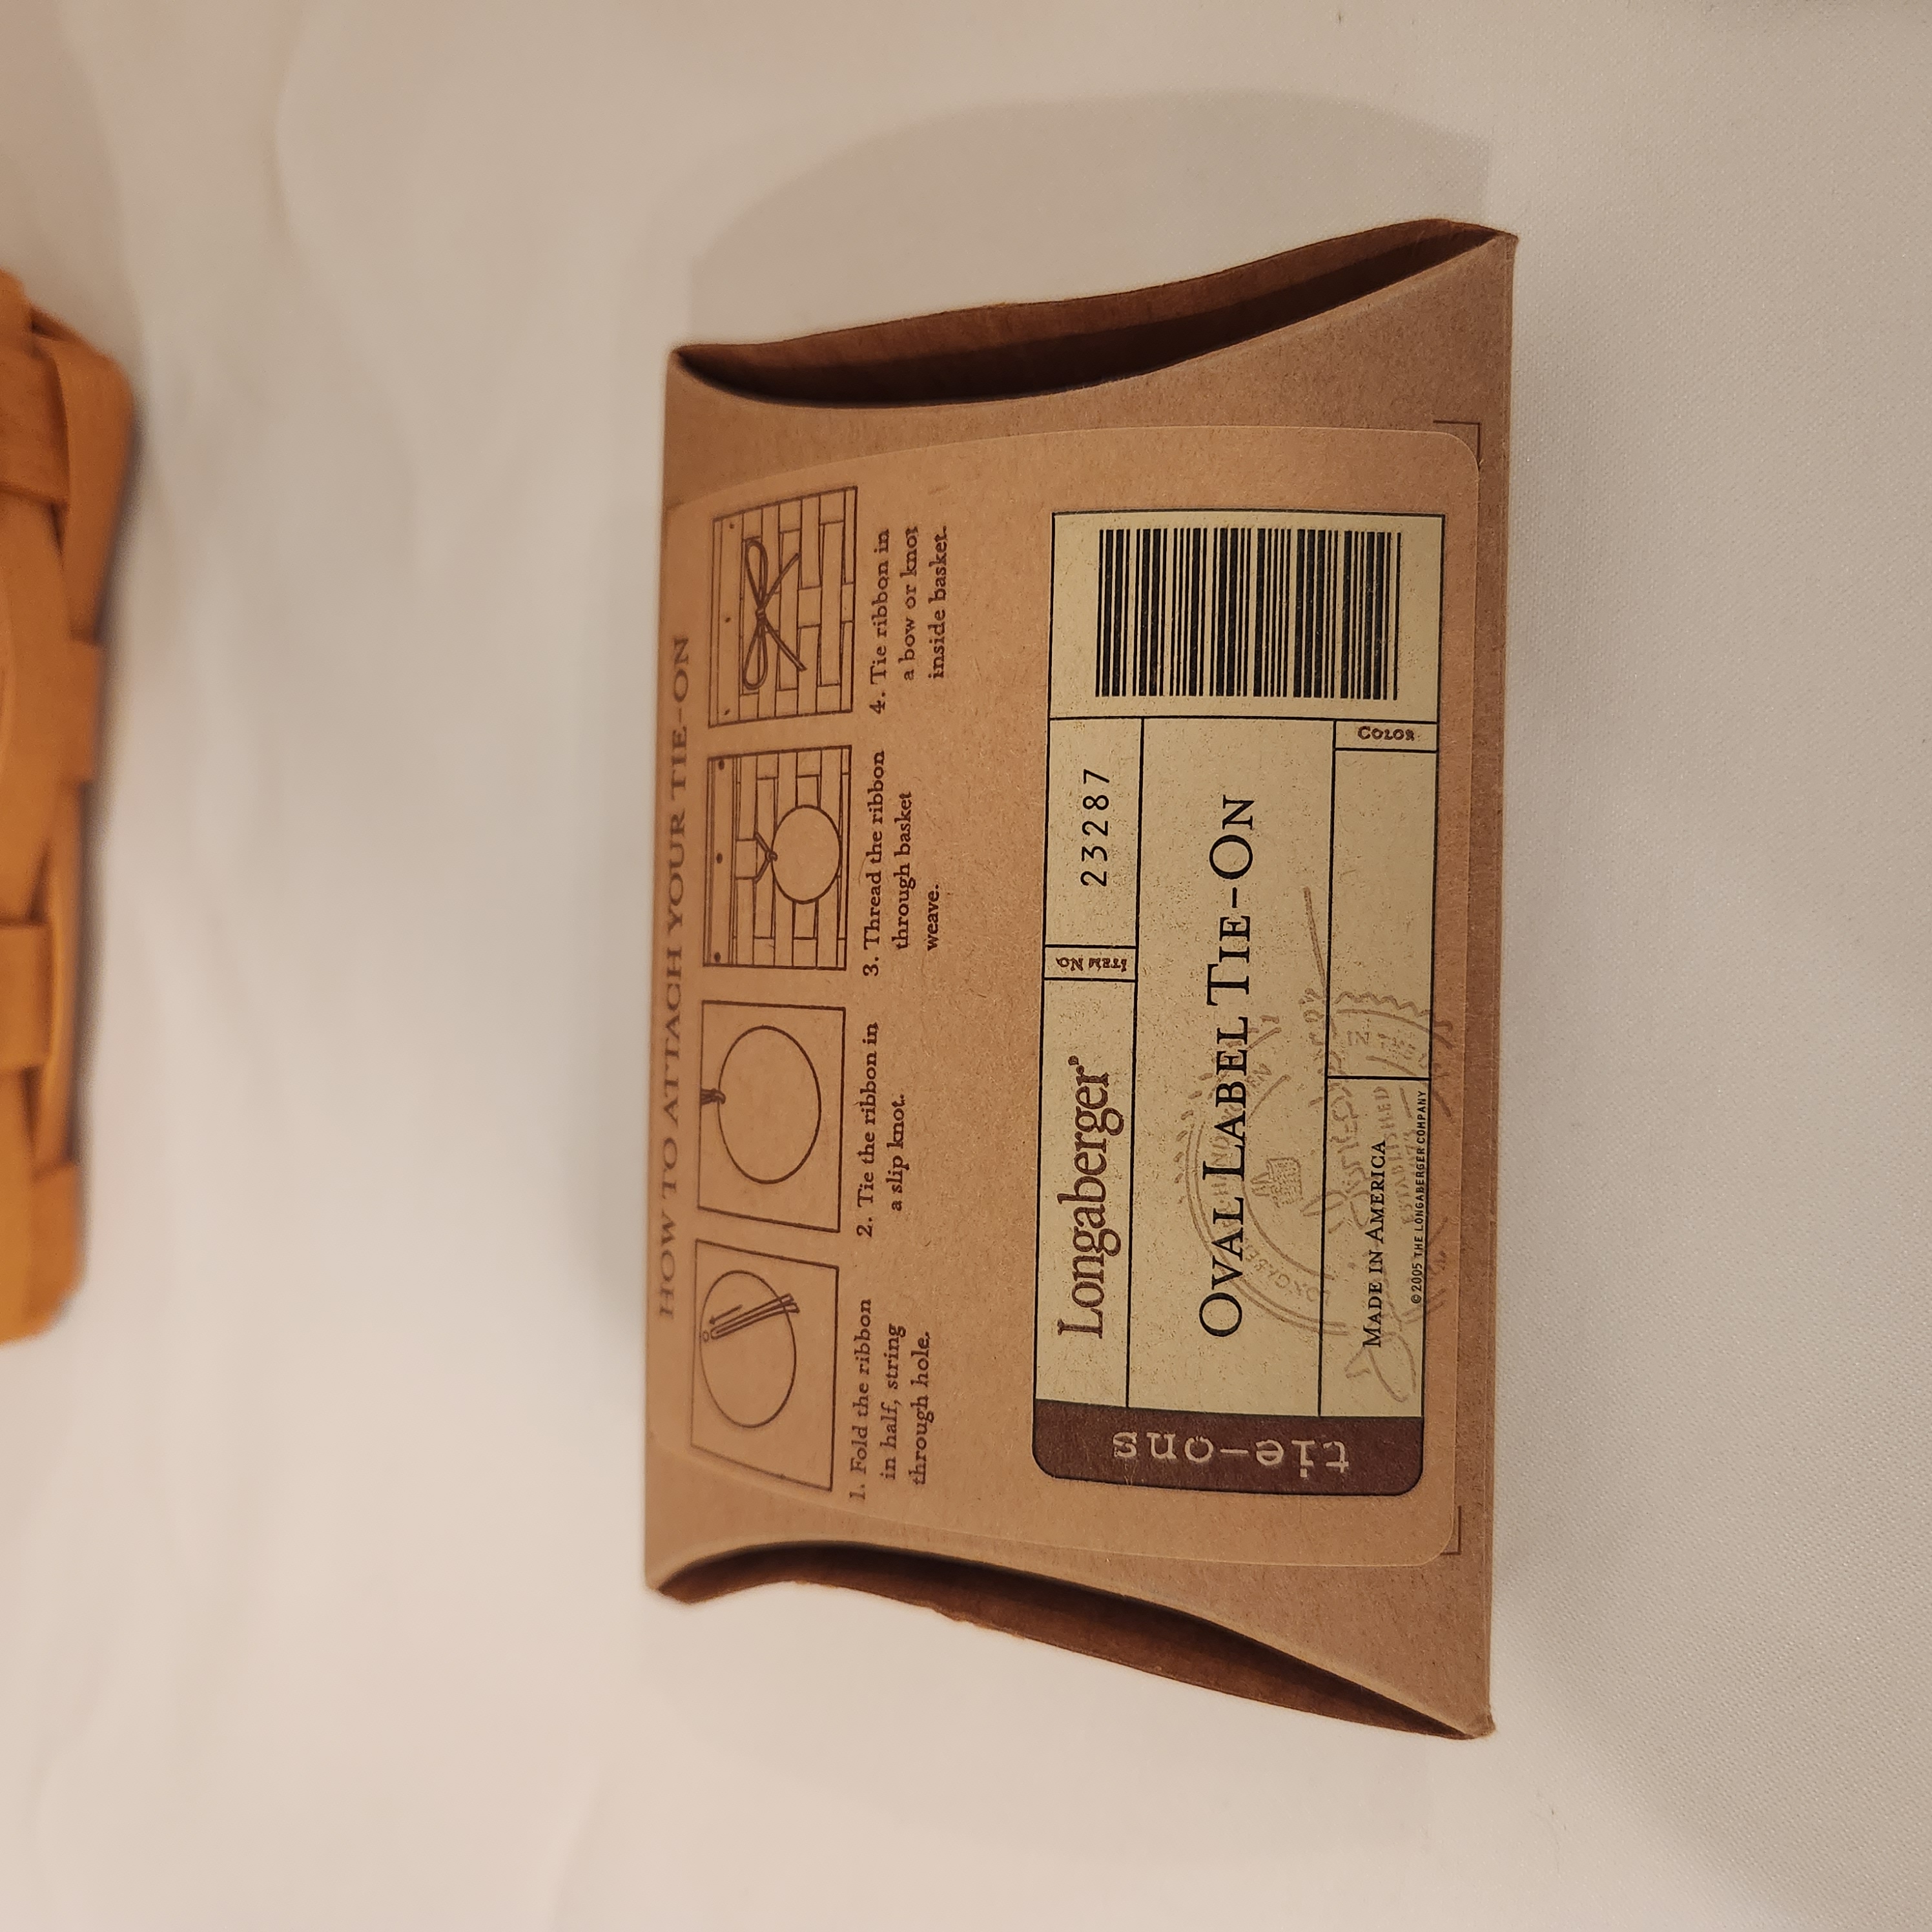 HOW TO ATTACH YOUR TIE-ON
1. Fold the ribbon
in half, string
through hole.
2. Tie the ribbon in
a slip knot.
3. Thread the ribbon
through basket
weave.
4. Tie ribbon in
a bow or knot
inside basket.
tie-ons
Longaberger®
ITEM NO
23287
OVAL LABEL TIE-ON
MADE IN AMERICA
©2005 THE LONGABERGER COMPANY
COLOR
ESTABLISHED